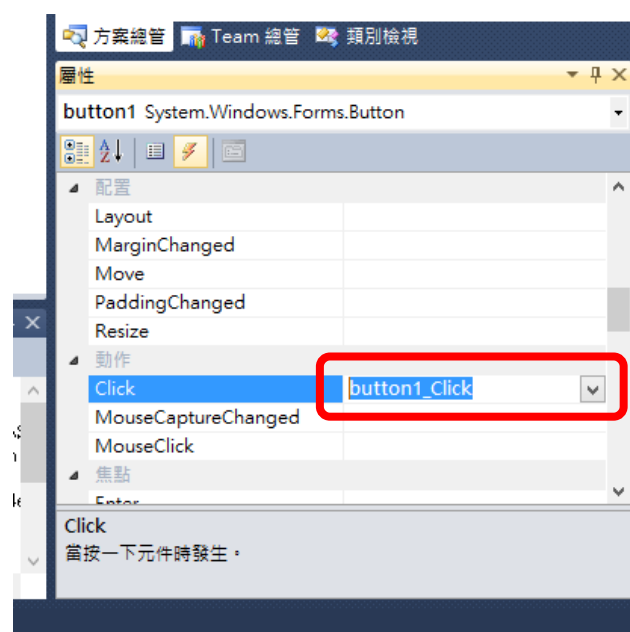 方案總管 Team 總管 類別檢視
屬性
button1 System.Windows.Forms.Button
配置
Layout
MarginChanged
Move
PaddingChanged
Resize
動作
Click button1_Click
MouseCaptureChanged
MouseClick
焦點
Enter
Click
當按一下元件時發生。